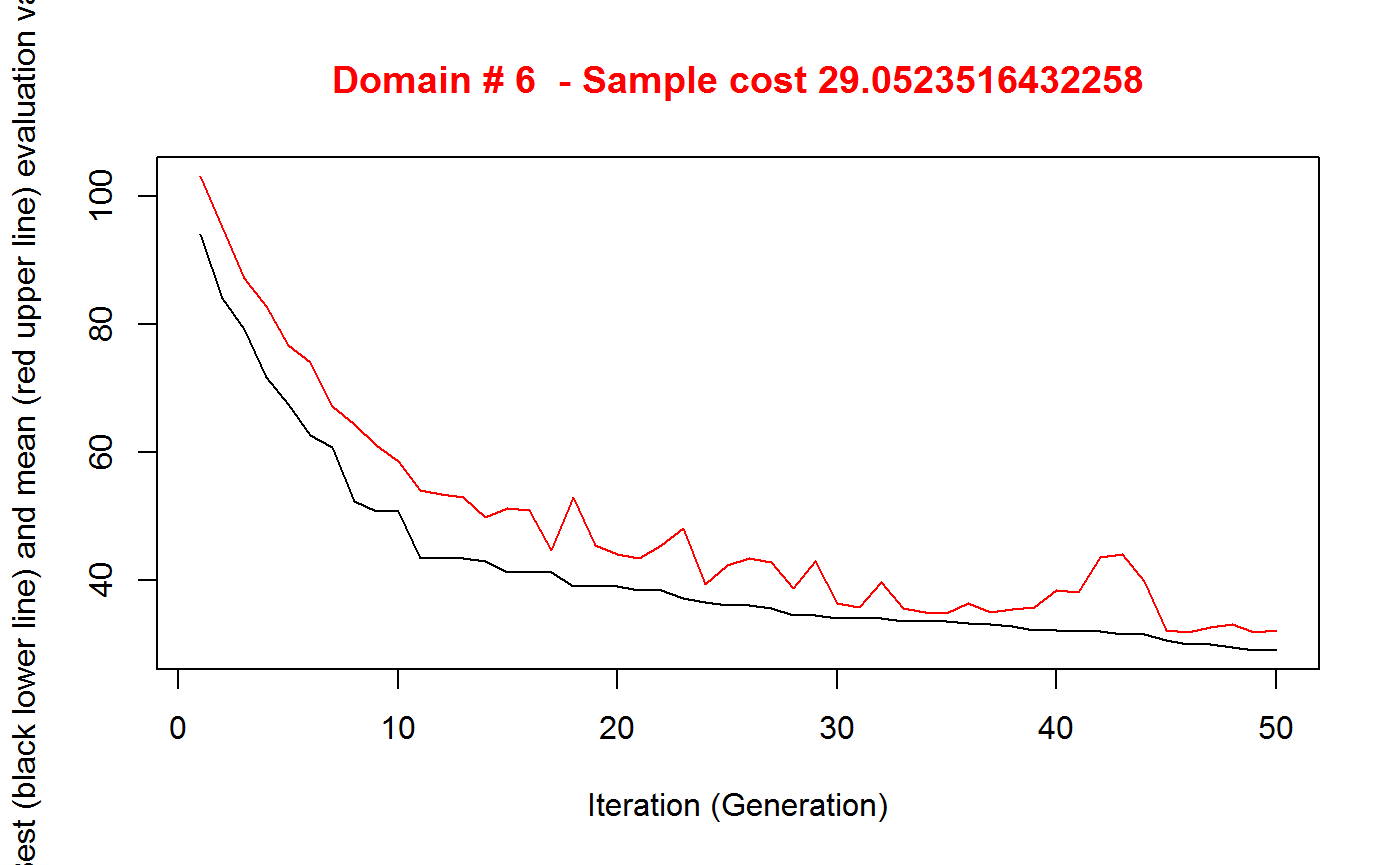 Domain # 6  - Sample cost 29.0523516432258
est (black lower line) and mean (red upper line) evaluation va
100
80
60
40
0 10 20 30 40 50
Iteration (Generation)